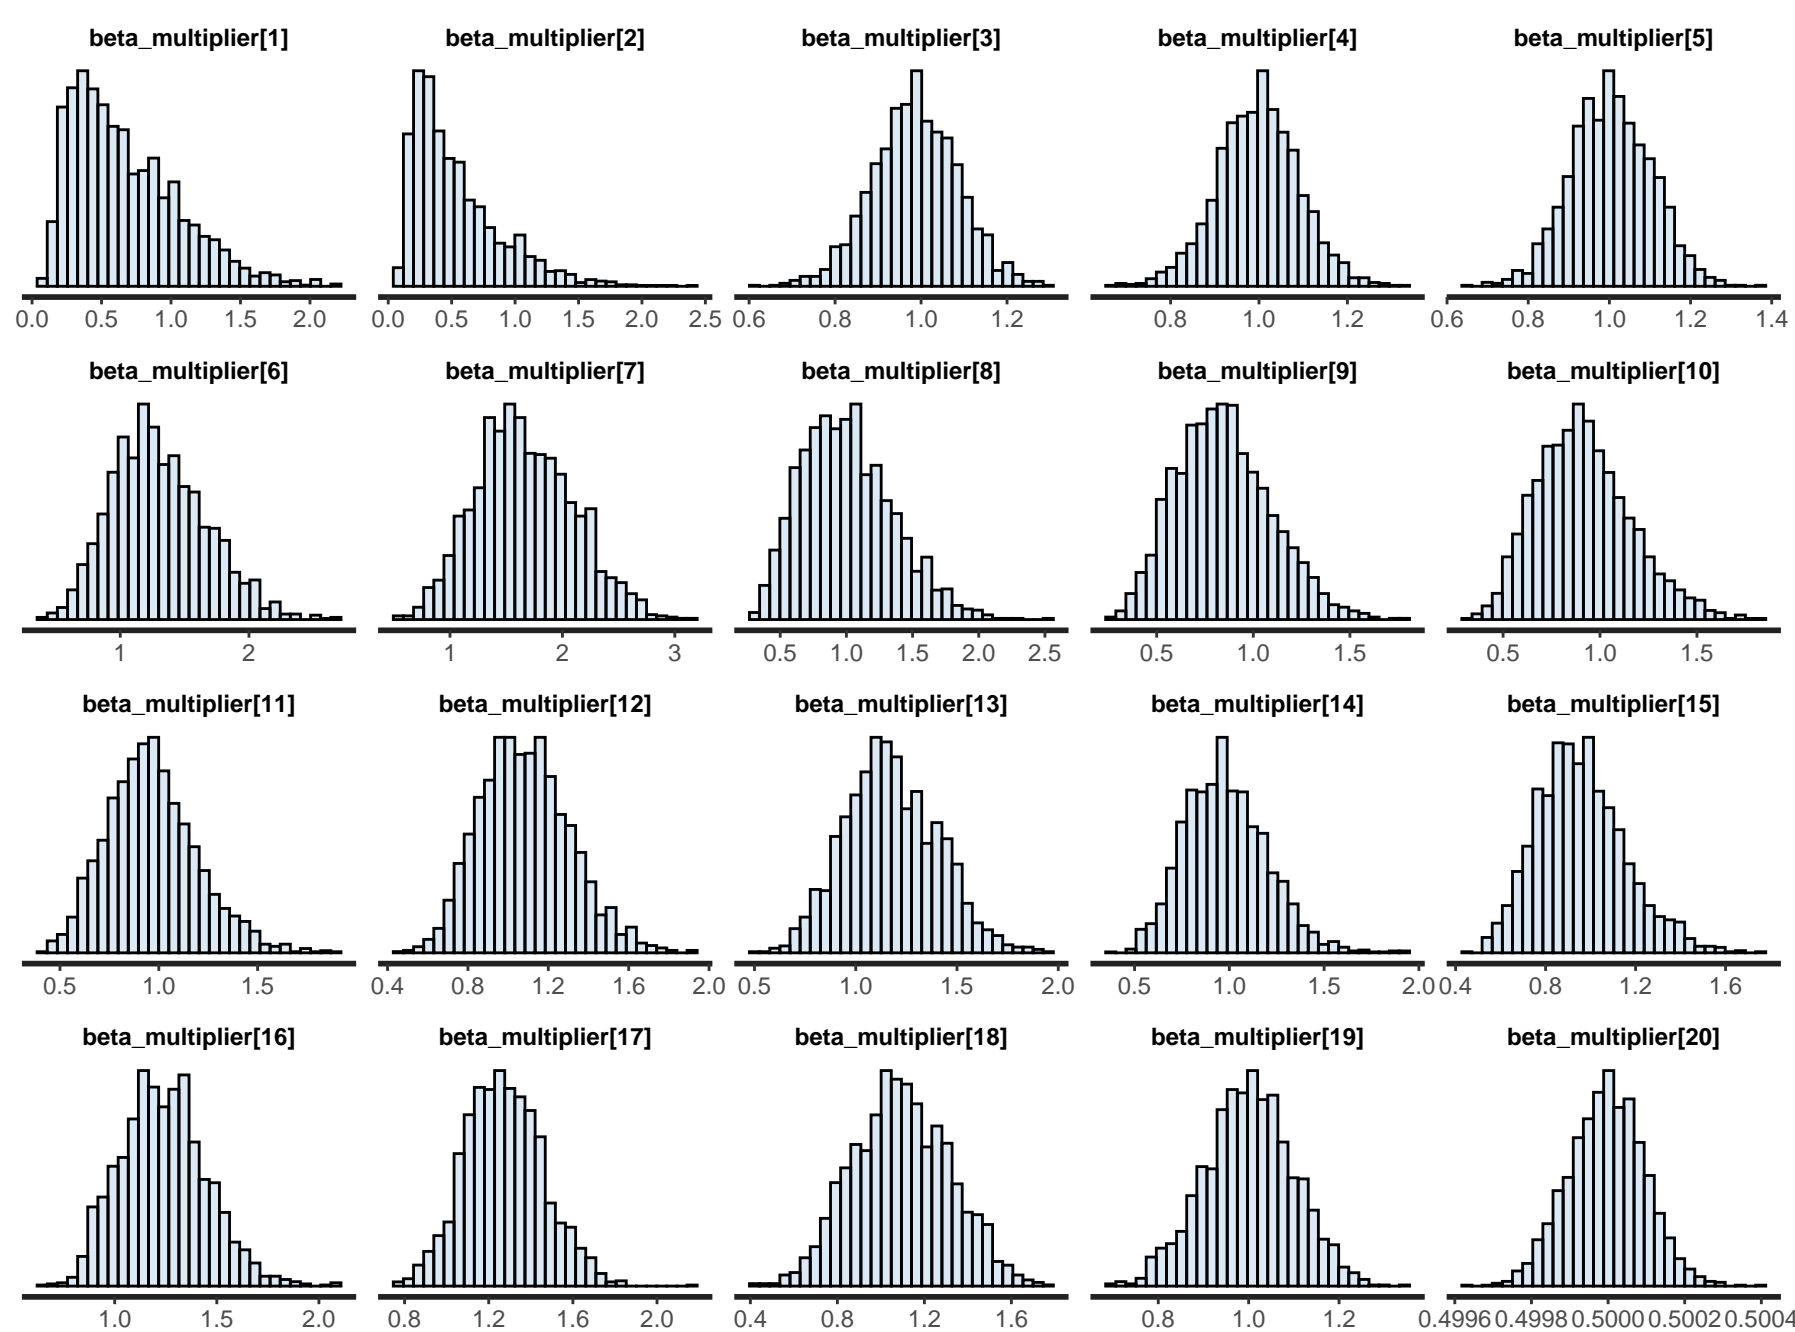 beta_multiplier[1] beta_multiplier[2] beta_multiplier[3] beta_multiplier[4] beta_multiplier[5]
0.0 0.5 1.0 1.5 2.0 0.0 0.5 1.0 1.5 2.0 2.5 0.6 0.8 1.0 1.2 0.8 1.0 1.2 0.6 0.8 1.0 1.2 1.4
beta_multiplier[6] beta_multiplier[7] beta_multiplier[8] beta_multiplier[9] beta_multiplier[10]
1 2 1 2 3 0.5 1.0 1.5 2.0 2.5 0.5 1.0 1.5 0.5 1.0 1.5
beta_multiplier[11] beta_multiplier[12] beta_multiplier[13] beta_multiplier[14] beta_multiplier[15]
0.5 1.0 1.5 0.4 0.8 1.2 1.6 2.0 0.5 1.0 1.5 2.0 0.5 1.0 1.5 2.0 0.4 0.8 1.2 1.6
beta_multiplier[16] beta_multiplier[17] beta_multiplier[18] beta_multiplier[19] beta_multiplier[20]
1.0 1.5 2.0 0.8 1.2 1.6 2.0 0.4 0.8 1.2 1.6 0.8 1.0 1.2 0.4996 0.4998 0.5000 0.5002 0.5004